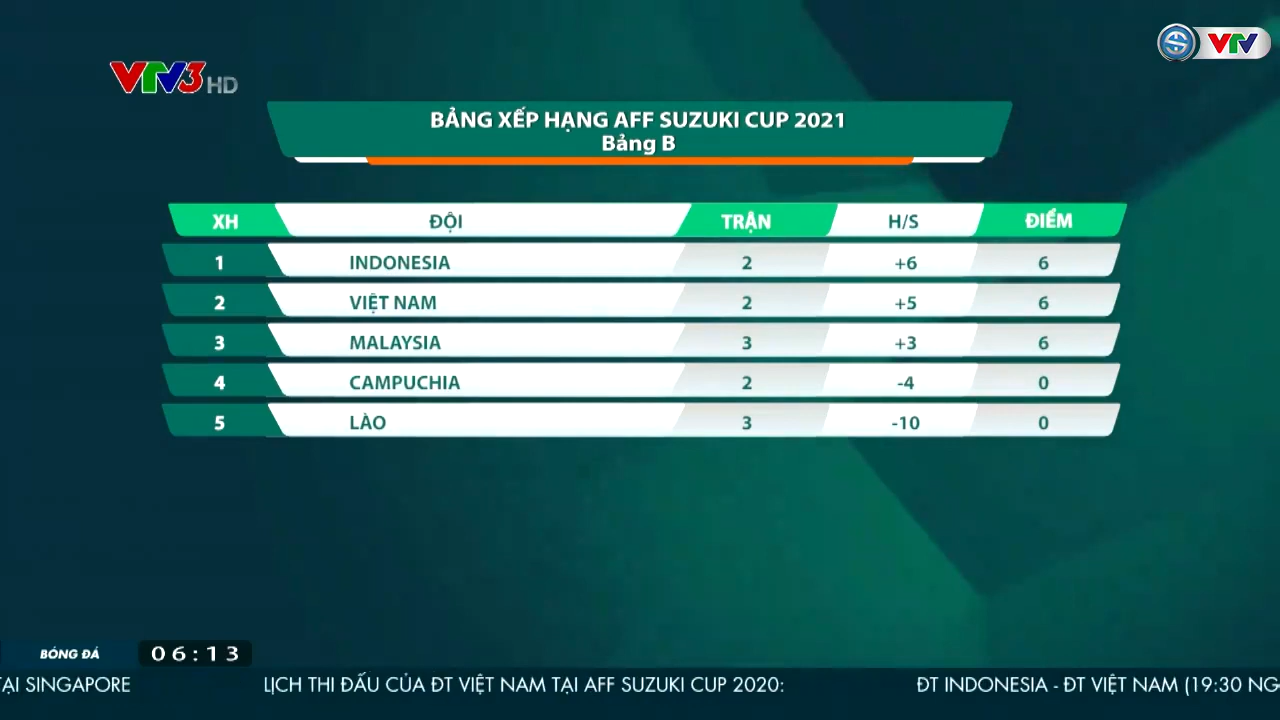 VTV
VTV3 HD
BẢNG XẾP HẠNG AFF SUZUKI CUP 2021
Bảng B
XH ĐỘI TRẬN H/S ĐIỂM
1 INDONESIA 2 +6 6
2 VIỆT NAM 2 +5 6
3 MALAYSIA 3 +3 6
4 CAMPUCHIA 2 -4 0
5 LÀO 3 -10 0
BÓNG ĐÁ 06:13
TẠI SINGAPORE LỊCH THI ĐẤU CỦA ĐT VIỆT NAM TẠI AFF SUZUKI CUP 2020: ĐT INDONESIA - ĐT VIỆT NAM (19:30 NG